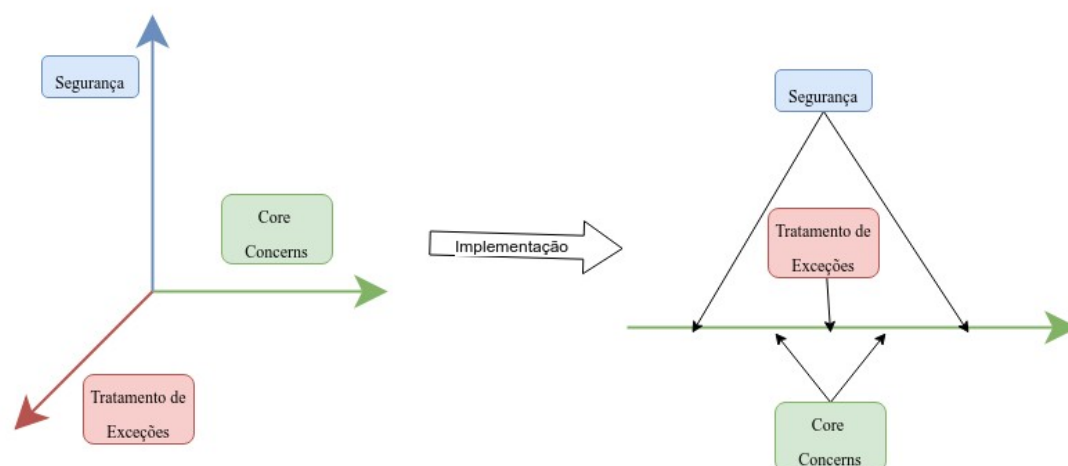 Segurança
Core
Concerns
Tratamento de
Exceções
Implementação
Segurança
Tratamento de
Exceções
Core
Concerns